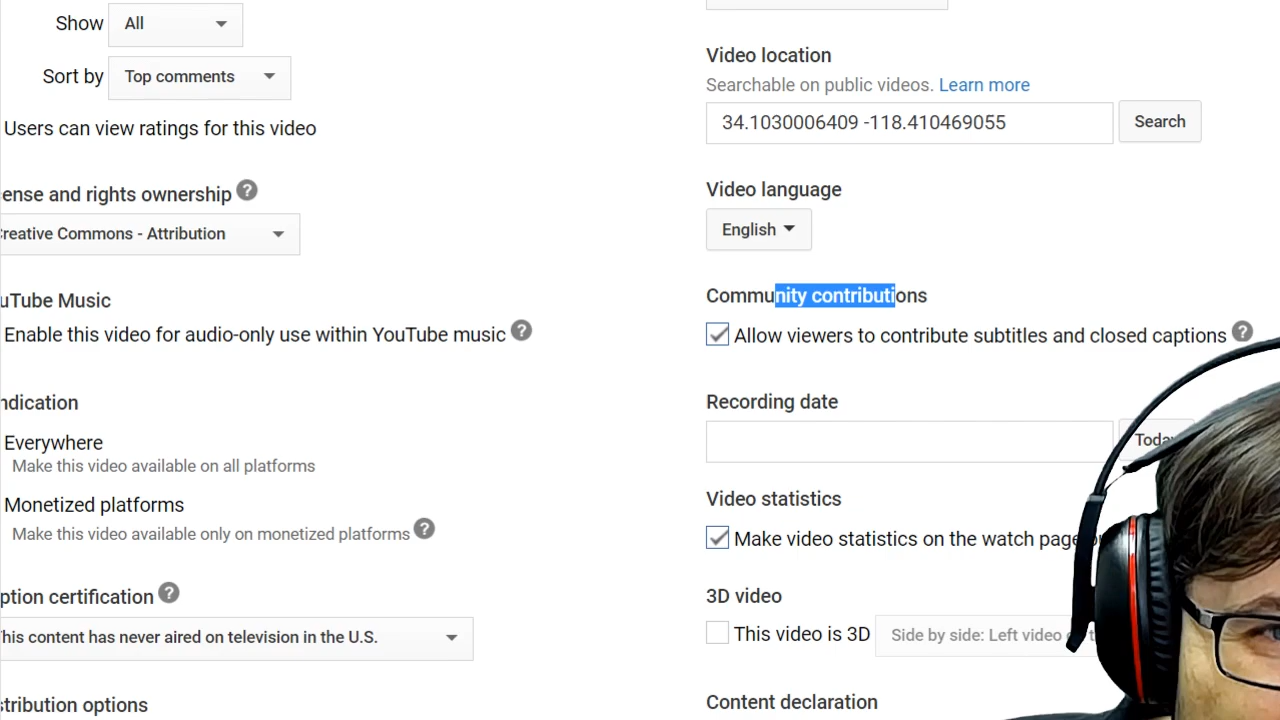 Show All
Sort by Top comments
Users can view ratings for this video
ense and rights ownership ?
reative Commons - Attribution
uTube Music
Enable this video for audio-only use within YouTube music ?
ndication
Everywhere
Make this video available on all platforms
Monetized platforms
Make this video available only on monetized platforms ?
ption certification ?
his content has never aired on television in the U.S.
stribution options
Video location
Searchable on public videos. Learn more
34.1030006409 -118.410469055 Search
Video language
English
Community contributions
Allow viewers to contribute subtitles and closed captions ?
Recording date
Today
Video statistics
Make video statistics on the watch page
3D video
This video is 3D Side by side: Left video
Content declaration